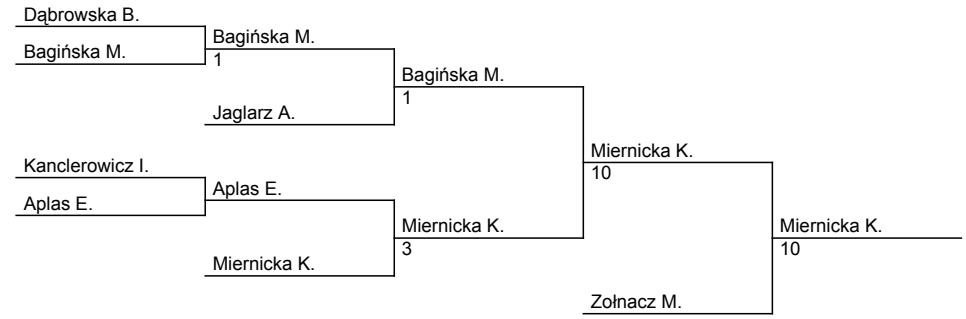 Dąbrowska B.
Bagińska M.
Bagińska M.
1
Bagińska M.
1
Jaglarz A.
Miernicka K.
10
Kanclerowicz I.
Aplas E.
Aplas E.
Miernicka K.
3
Miernicka K.
10
Miernicka K.
Zołnacz M.